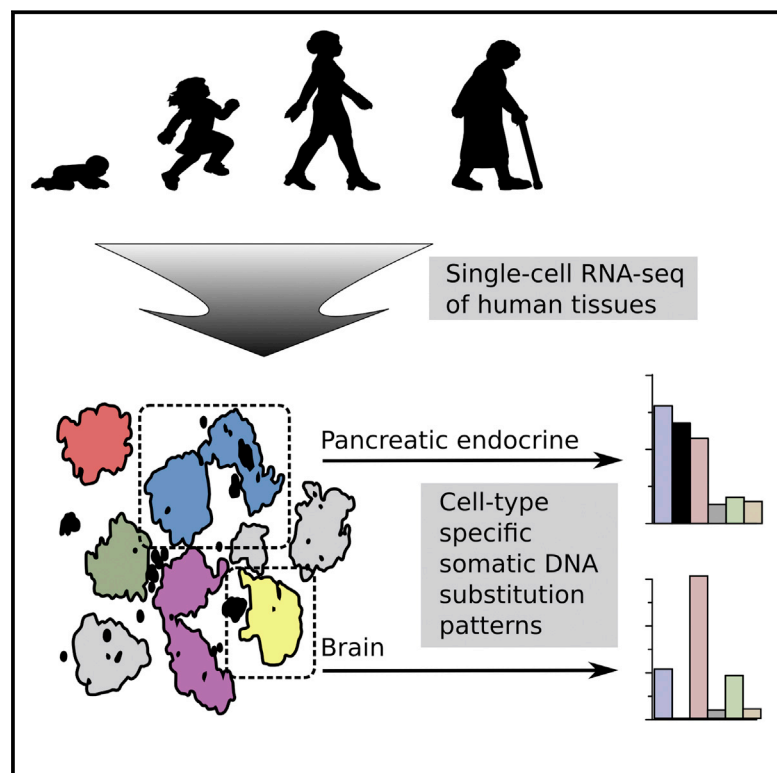 Single-cell RNA-seq
of human tissues
Pancreatic endocrine
Cell-type
specific
somatic DNA
substitution
patterns
Brain